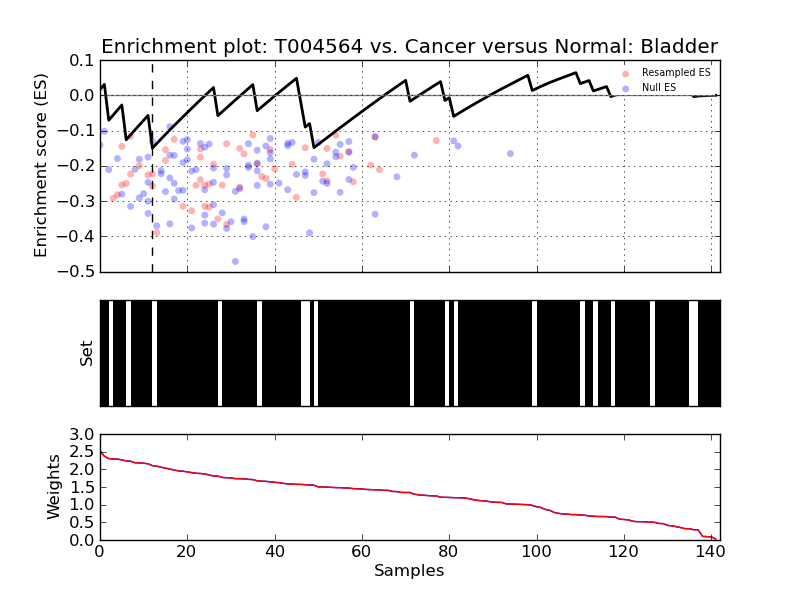 Enrichment plot: T004564 vs. Cancer versus Normal: Bladder
Enrichment score (ES)
0.1
0.0
−0.1
−0.2
−0.3
−0.4
−0.5
Resampled ES
Null ES
Set
Weights
3.0
2.5
2.0
1.5
1.0
0.5
0.0
0 20 40 60 80 100 120 140
Samples